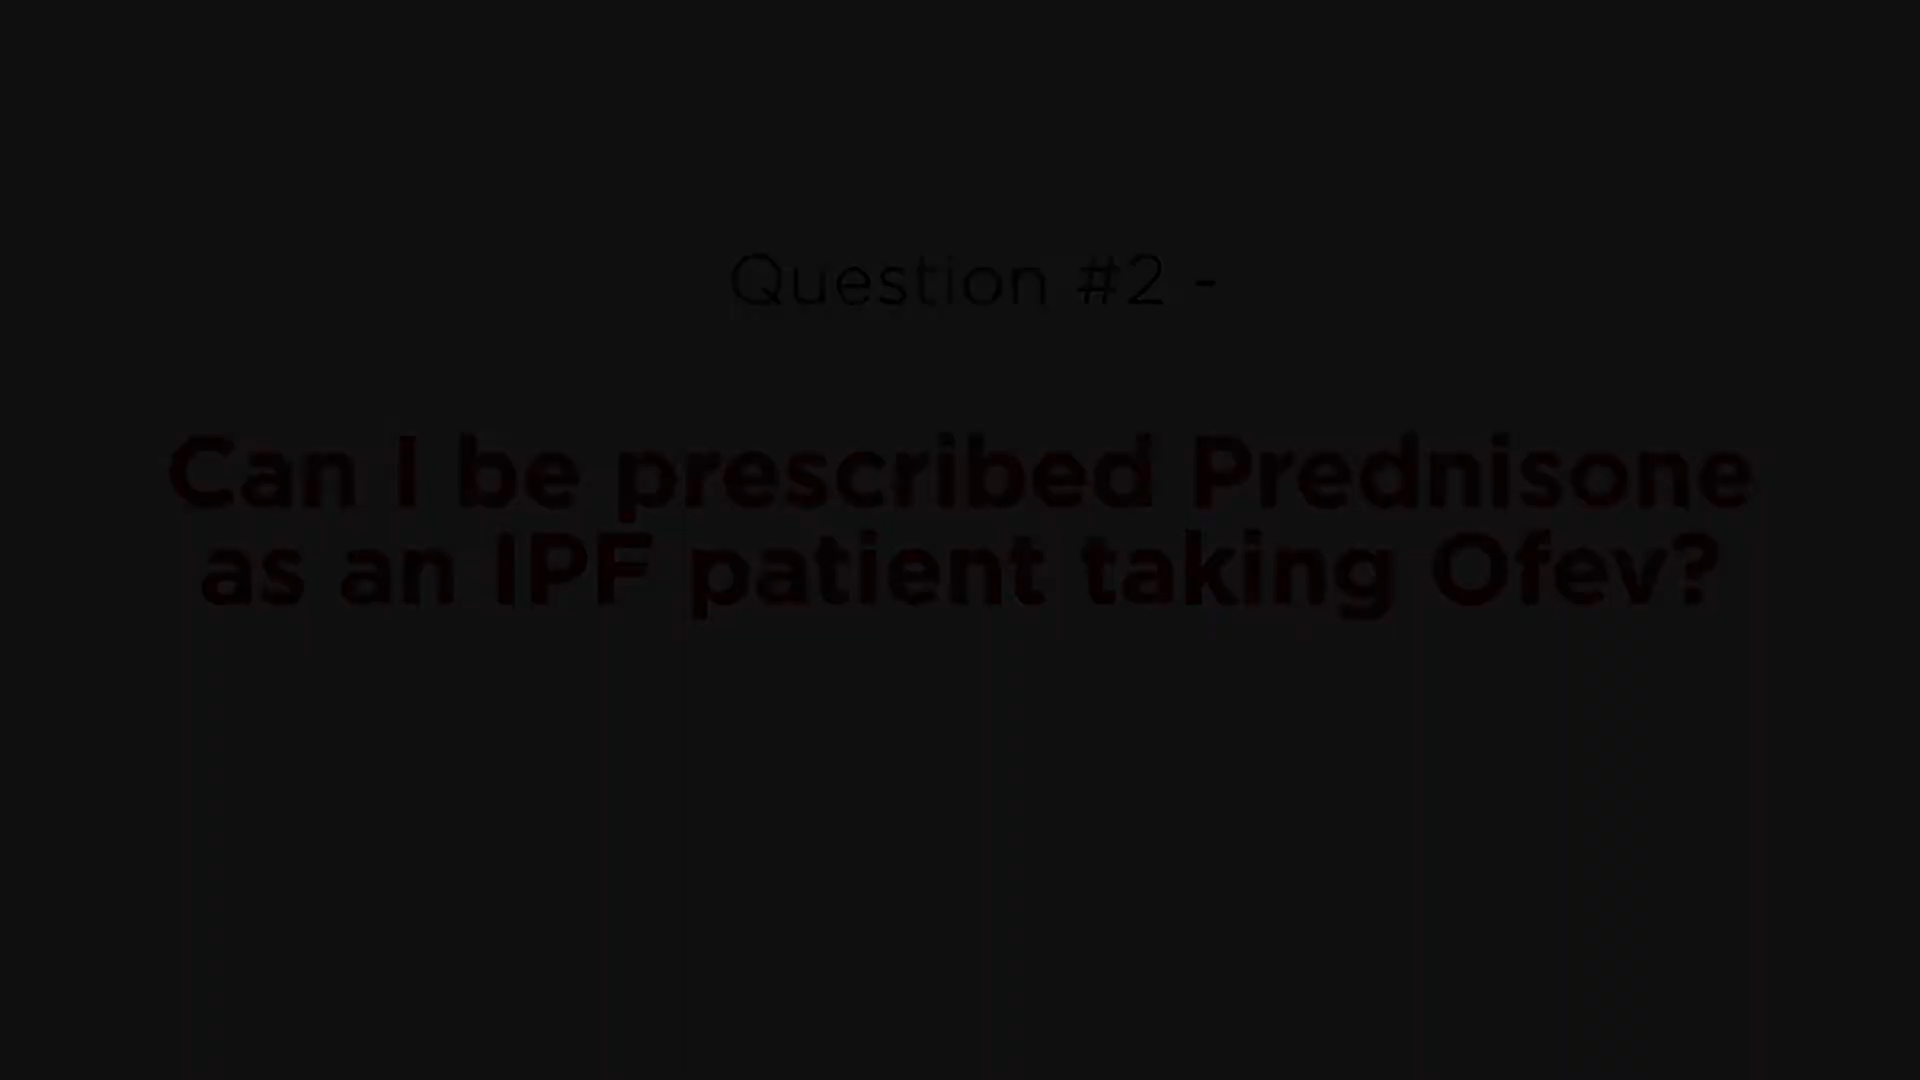 Question #2 -
Can I be prescribed Prednisone
as an IPF patient taking Ofev?